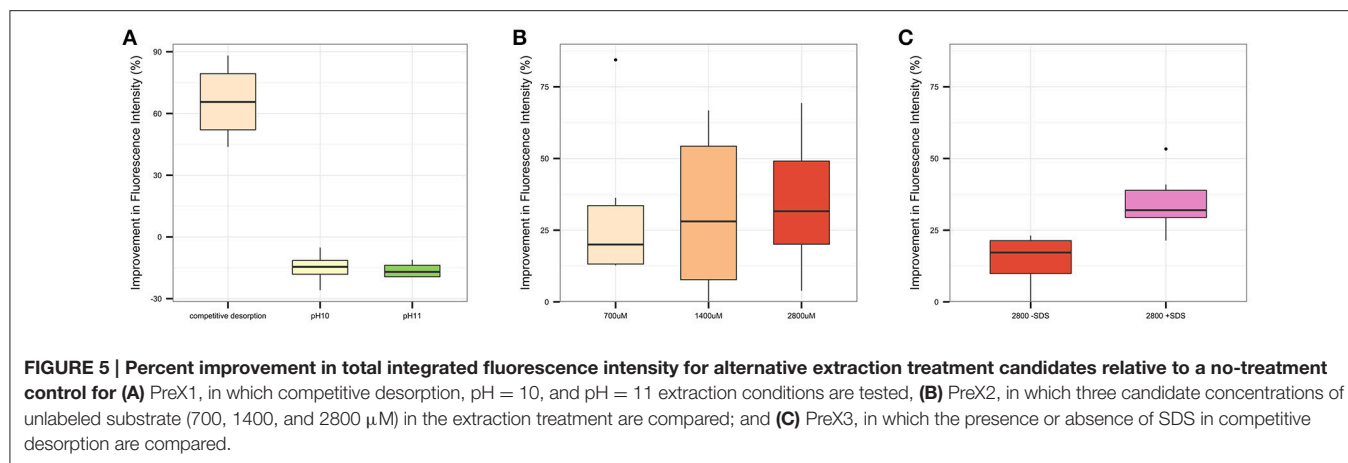 A
Improvement in Fluorescence Intensity (%)
90
60
30
0
-30
competitive desorption
pH10
pH11
B
Improvement in Fluorescence Intensity (%)
75
50
25
0
700uM
1400uM
2800uM
C
Improvement in Fluorescence Intensity (%)
75
50
25
0
2800 -SDS
2800 +SDS
FIGURE 5 | Percent improvement in total integrated fluorescence intensity for alternative extraction treatment candidates relative to a no-treatment
control for (A) PreX1, in which competitive desorption, pH = 10, and pH = 11 extraction conditions are tested, (B) PreX2, in which three candidate concentrations of
unlabeled substrate (700, 1400, and 2800 μM) in the extraction treatment are compared; and (C) PreX3, in which the presence or absence of SDS in competitive
desorption are compared.